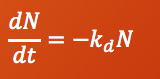 dN/dt = −k_d N